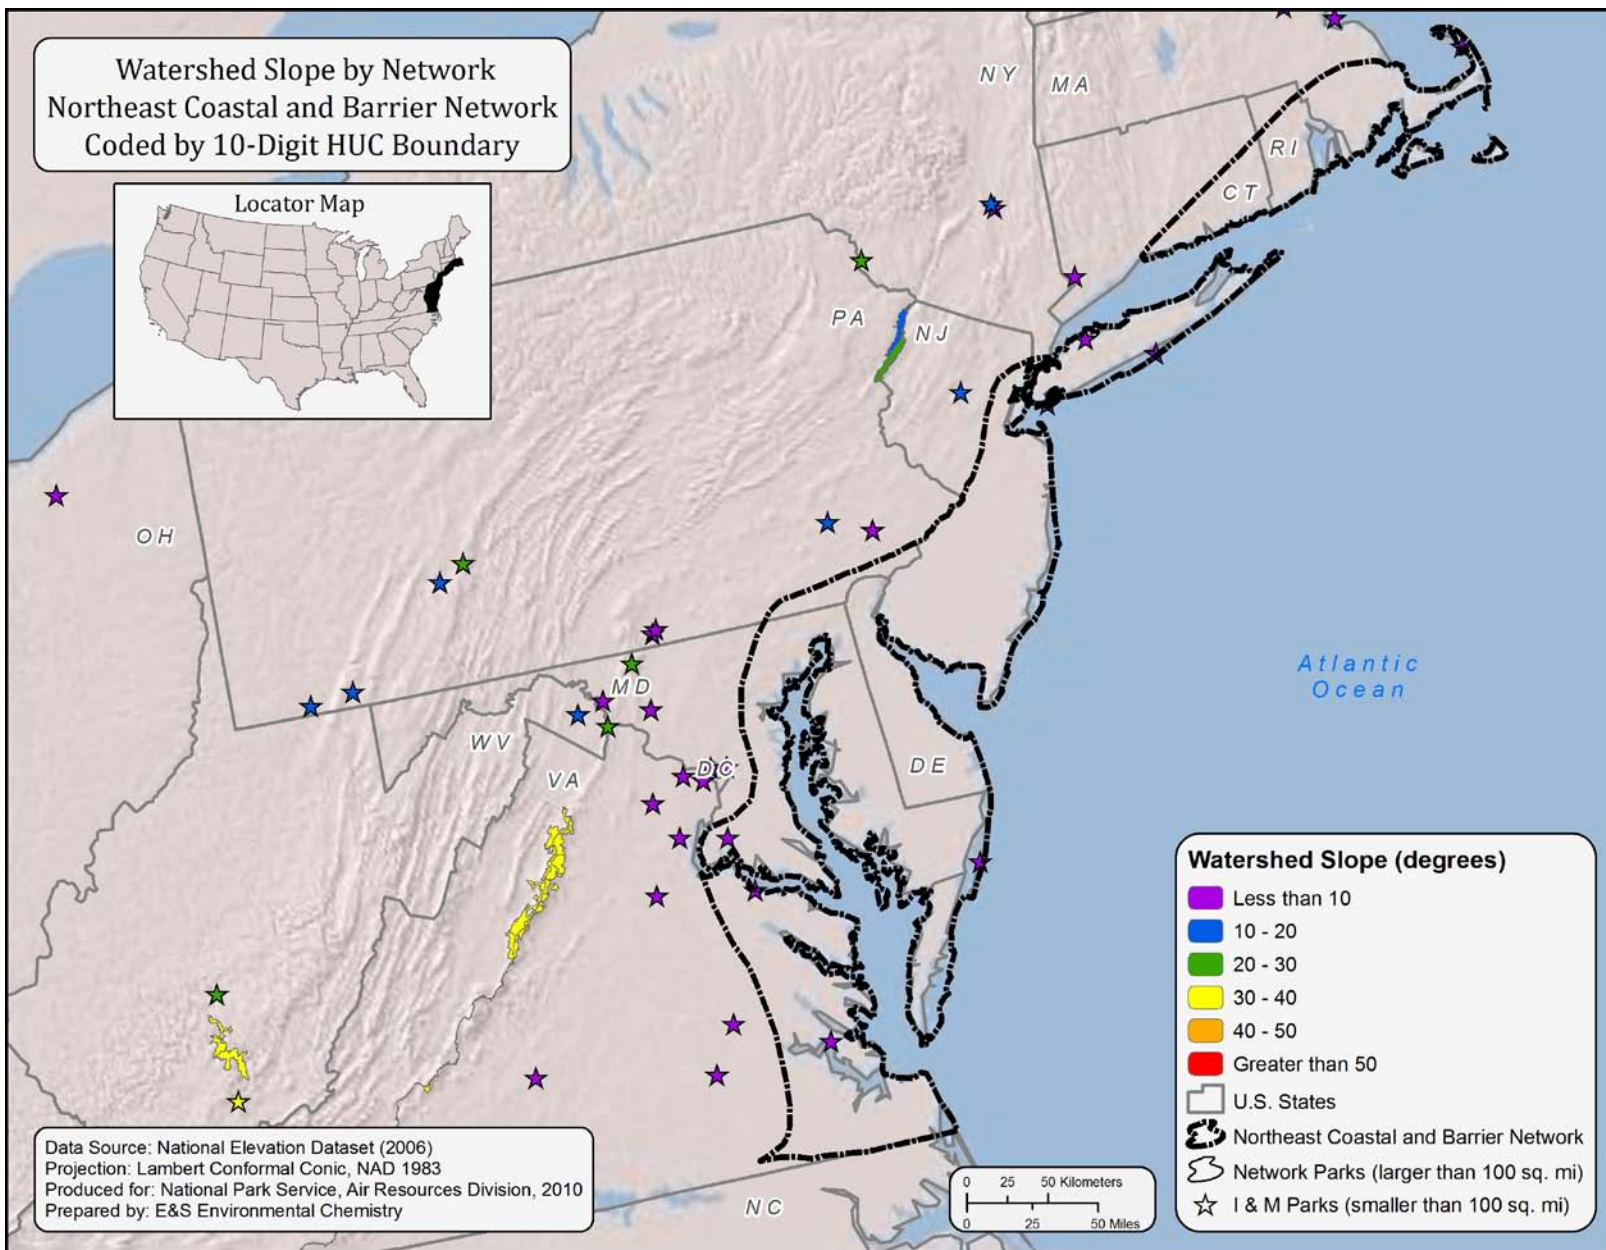 Watershed Slope by Network
Northeast Coastal and Barrier Network
Coded by 10-Digit HUC Boundary
Locator Map
NY
MA
RI
CT
PA
NJ
OH
MD
WV
DC
VA
DE
NC
Atlantic
Ocean
Watershed Slope (degrees)
Less than 10
10 - 20
20 - 30
30 - 40
40 - 50
Greater than 50
U.S. States
Northeast Coastal and Barrier Network
Network Parks (larger than 100 sq. mi)
I & M Parks (smaller than 100 sq. mi)
Data Source: National Elevation Dataset (2006)
Projection: Lambert Conformal Conic, NAD 1983
Produced for: National Park Service, Air Resources Division, 2010
Prepared by: E&S Environmental Chemistry
0 25 50 Kilometers
0 25 50 Miles